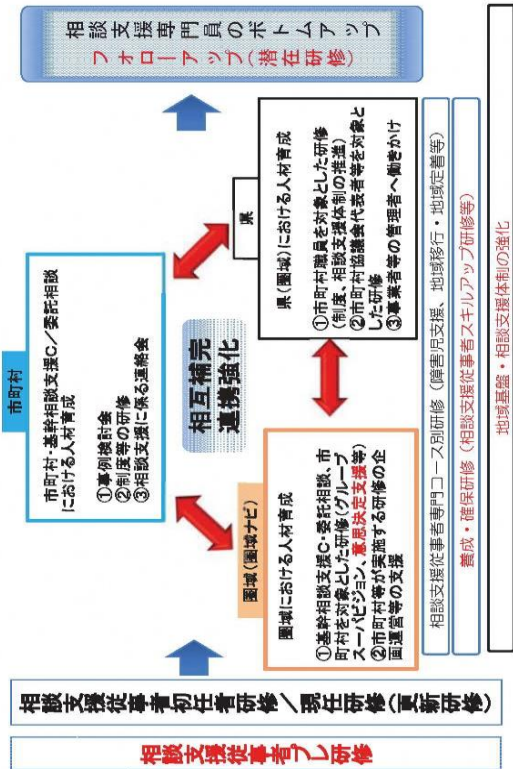 相談支援従事者プレ研修
相談支援従事者初任者研修／現任研修（更新研修）
市町村
市町村・基幹相談支援C／委託相談
における人材育成
①事例検討会
②制度等の研修
③相談支援に係る連絡会
相互補完
連携強化
圏域（圏域ナビ）
圏域における人材育成
①基幹相談支援C・委託相談、市
町村を対象とした研修（グループ
スーパビジョン、意思決定支援等）
②市町村等が実施する研修の企
画運営等の支援
県
県（圏域）における人材育成
①市町村職員を対象とした研修
（制度、相談支援体制の推進）
②市町村協議会代表者等を対象と
した研修
③事業者等の管理者へ働きかけ
相談支援従事者専門コース別研修（障害児支援、地域移行・地域定着等）
養成・確保研修（相談支援従事者スキルアップ研修等）
地域基盤・相談支援体制の強化
相談支援専門員のボトムアップ
フォローアップ（潜在研修）